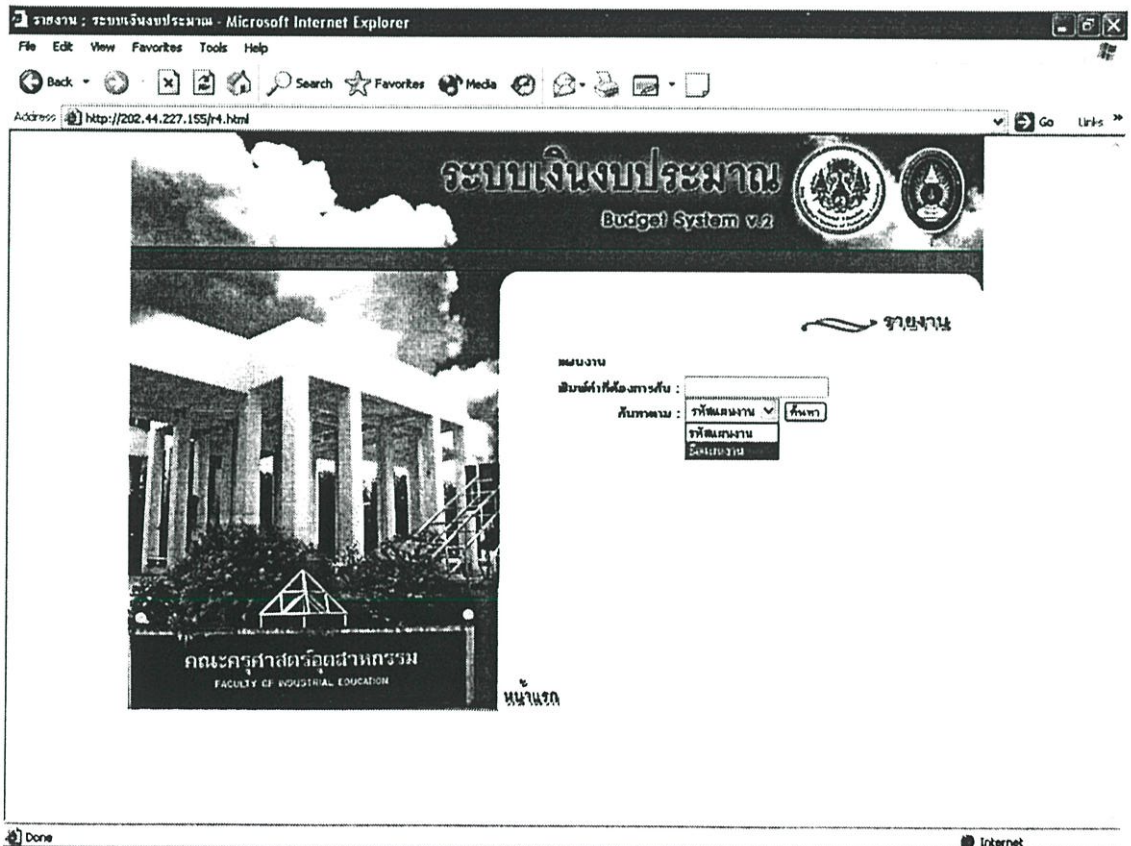 รายงาน ; ระบบเงินงบประมาณ - Microsoft Internet Explorer
File Edit View Favorites Tools Help
Back Search Favorites Media
Address http://202.44.227.155/r4.html Go Links »
ระบบเงินงบประมาณ
Budget System v.2
รายงาน
แผนงาน
พิมพ์คำที่ต้องการค้น :
ค้นหาตาม : รหัสแผนงาน ค้นหา
รหัสแผนงาน
ชื่อแผนงาน
คณะครุศาสตร์อุตสาหกรรม
FACULTY OF INDUSTRIAL EDUCATION
หน้าแรก
Done Internet